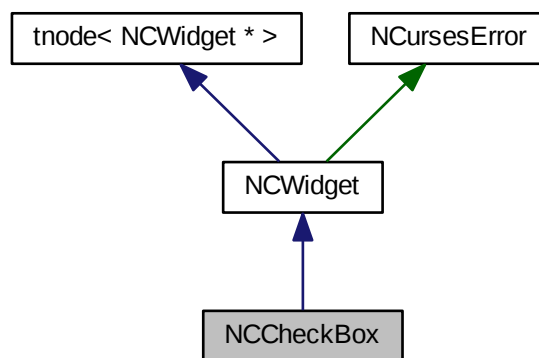 tnode< NCWidget * >
NCursesError
NCWidget
NCCheckBox